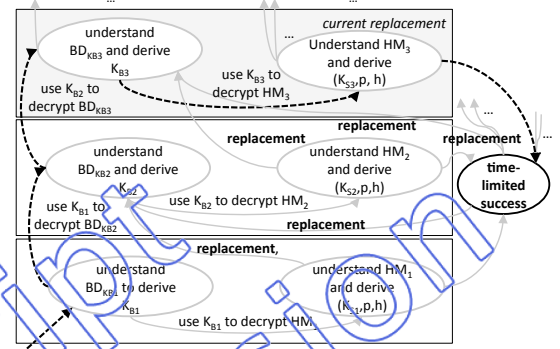 ...
...
current replacement
understand
BD_KB3 and derive
K_B3
Understand HM_3
and derive
(K_S3,p, h)
use K_B3 to
decrypt HM_3
use K_B2 to
decrypt BD_KB3
replacement
replacement
replacement
...
...
understand
BD_KB2 and derive
K_B2
understand HM_2
and derive
(K_S2,p,h)
time-
limited
success
use K_B2 to decrypt HM_2
use K_B1 to
decrypt BD_KB2
replacement
replacement,
understand
BD_KB1 to derive
K_B1
understand HM_1
and derive
(K_S1,p,h)
use K_B1 to decrypt HM_1